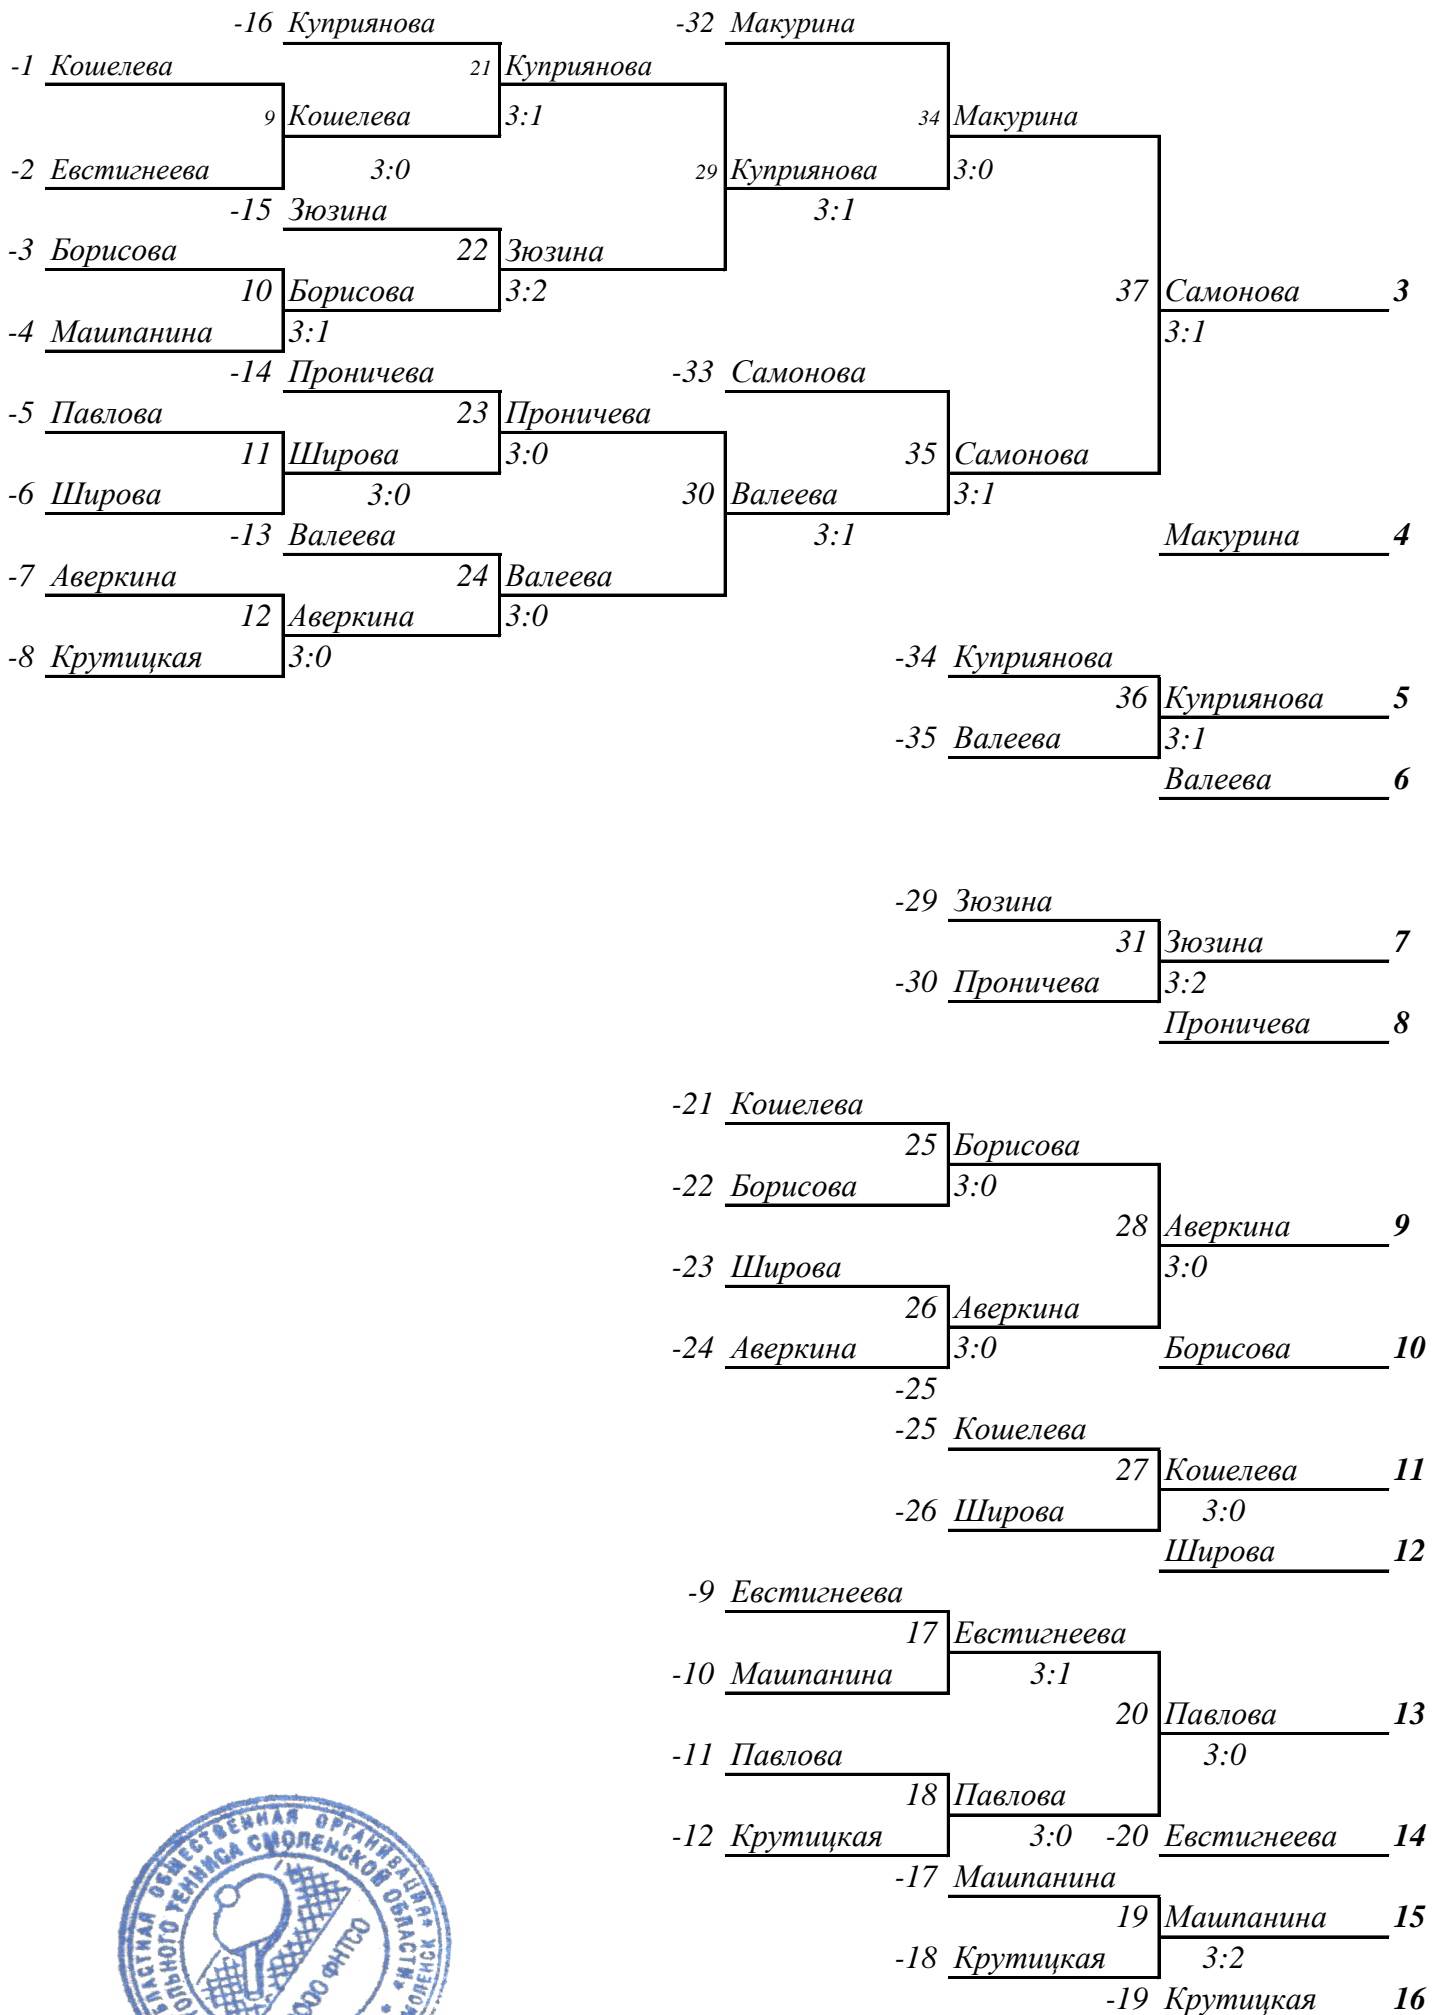 -16 Куприянова -32 Макурина
-1 Кошелева 21 Куприянова
9 Кошелева 3:1 34 Макурина
-2 Евстигнеева 3:0 29 Куприянова 3:0
-15 Зюзина 3:1
-3 Борисова 22 Зюзина
10 Борисова 3:2 37 Самонова 3
-4 Машпанина 3:1 3:1
-14 Проничева -33 Самонова
-5 Павлова 23 Проничева
11 Широва 3:0 35 Самонова
-6 Широва 3:0 30 Валеева 3:1
-13 Валеева 3:1 Макурина 4
-7 Аверкина 24 Валеева
12 Аверкина 3:0
-8 Крутицкая 3:0 -34 Куприянова
36 Куприянова 5
-35 Валеева 3:1
Валеева 6
-29 Зюзина
31 Зюзина 7
-30 Проничева 3:2
Проничева 8
-21 Кошелева
25 Борисова
-22 Борисова 3:0
28 Аверкина 9
-23 Широва 3:0
26 Аверкина
-24 Аверкина 3:0 Борисова 10
-25
-25 Кошелева
27 Кошелева 11
-26 Широва 3:0
Широва 12
-9 Евстигнеева
17 Евстигнеева
-10 Машпанина 3:1
20 Павлова 13
-11 Павлова 3:0
18 Павлова
-12 Крутицкая 3:0 -20 Евстигнеева 14
-17 Машпанина
19 Машпанина 15
-18 Крутицкая 3:2
-19 Крутицкая 16
ОБЩЕСТВЕННАЯ ОРГАНИЗАЦИЯ
ТЕННИСА СМОЛЕНСКОЙ ОБЛАСТИ
ФНТСО